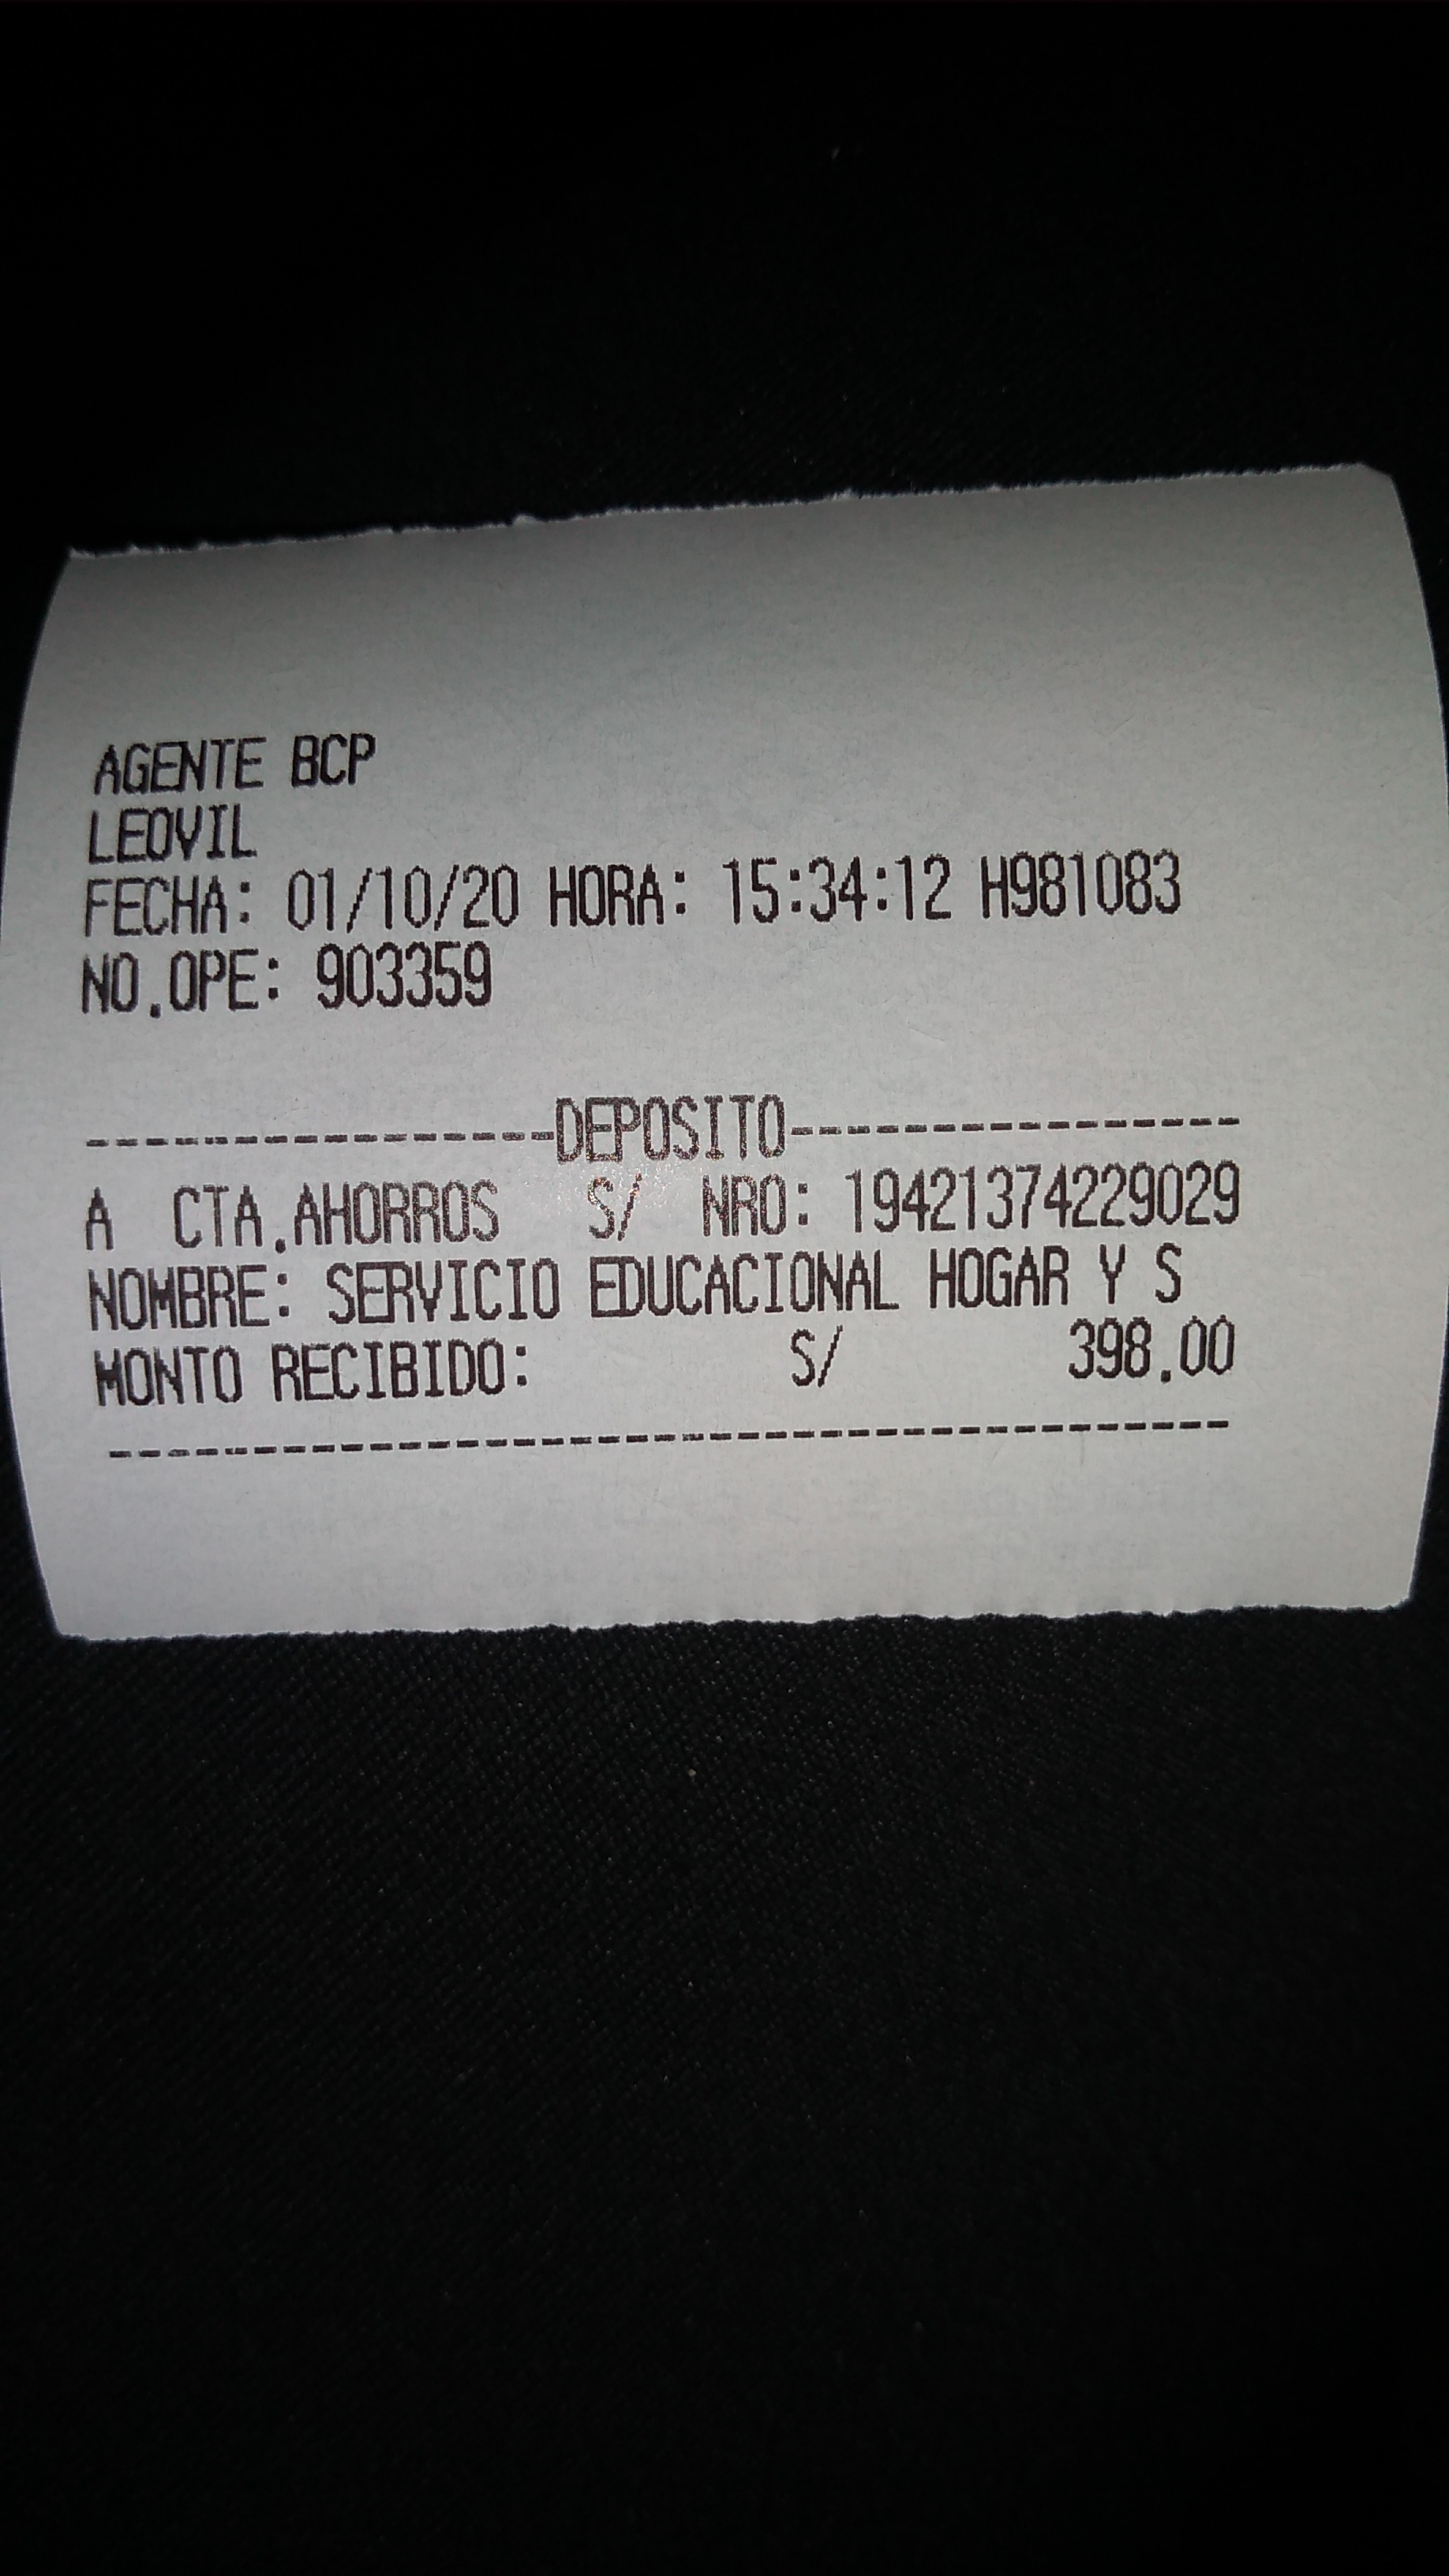 AGENTE BCP
LEOVIL
FECHA: 01/10/20 HORA: 15:34:12 H981083
NO.OPE: 903359
----------------DEPOSITO----------------
A CTA.AHORROS S/ NRO: 19421374229029
NOMBRE: SERVICIO EDUCACIONAL HOGAR Y S
MONTO RECIBIDO: S/ 398.00
---------------------------------------